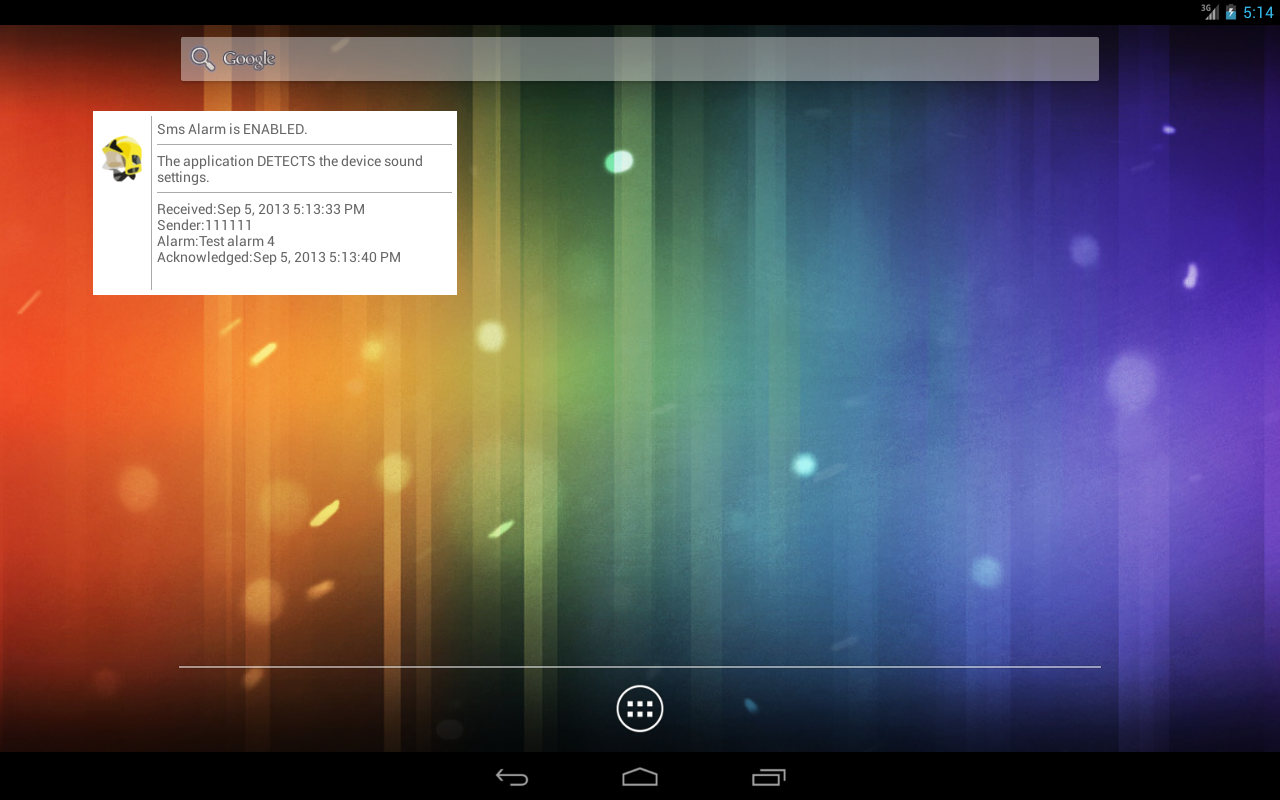 3G 5:14
Google
Sms Alarm is ENABLED.
The application DETECTS the device sound
settings.
Received:Sep 5, 2013 5:13:33 PM
Sender:111111
Alarm:Test alarm 4
Acknowledged:Sep 5, 2013 5:13:40 PM